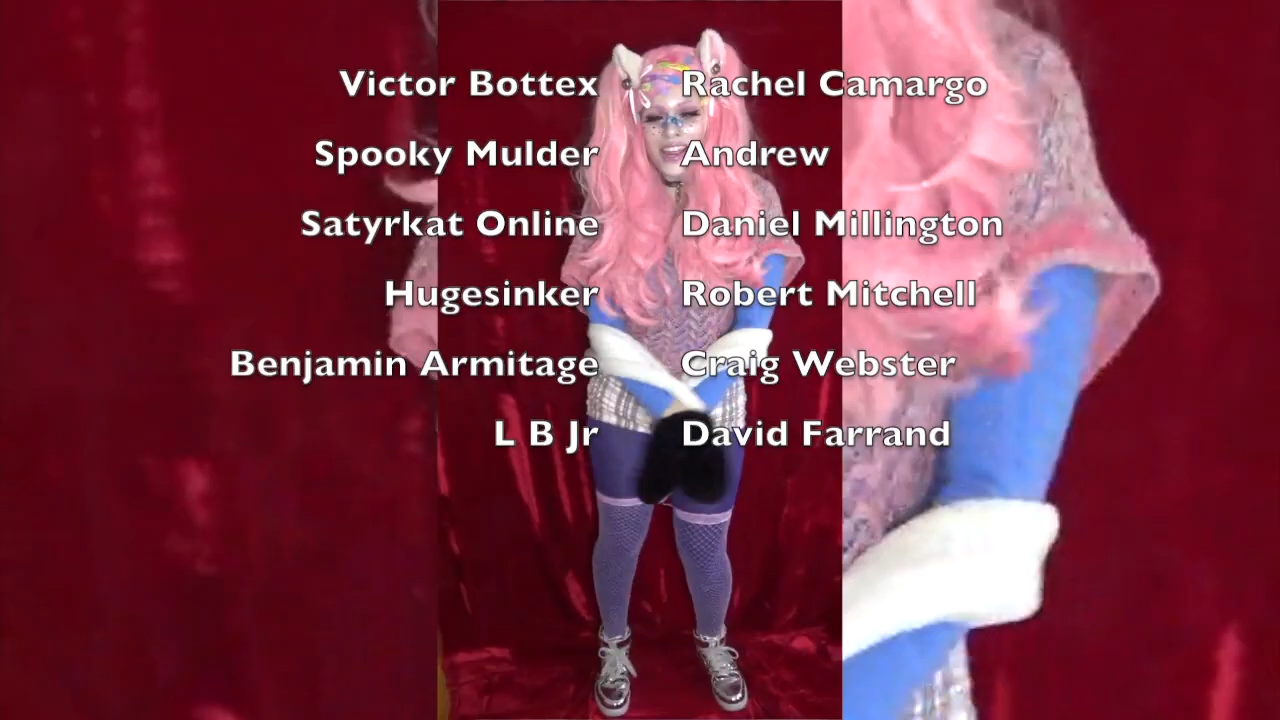 Victor Bottex Rachel Camargo
Spooky Mulder Andrew
Satyrkat Online Daniel Millington
Hugesinker Robert Mitchell
Benjamin Armitage Craig Webster
L B Jr David Farrand